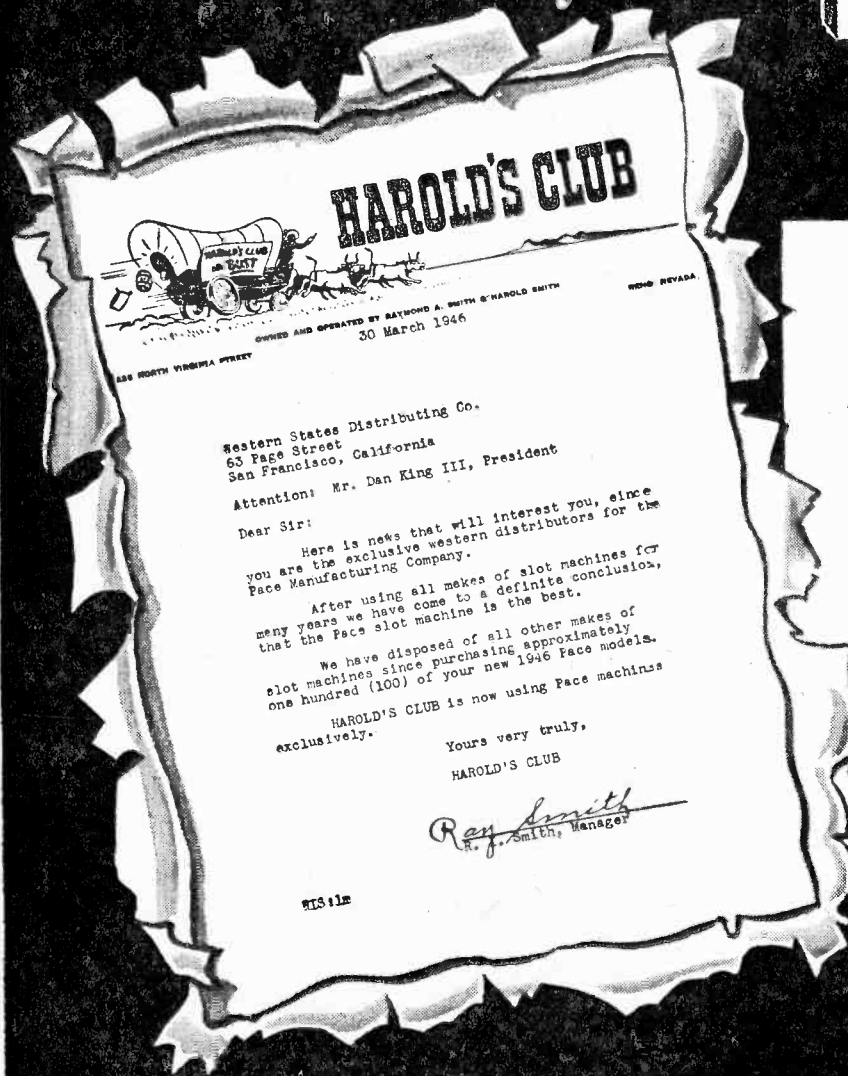 HAROLD'S CLUB
HAROLD'S CLUB
OR BUST
OWNED AND OPERATED BY RAYMOND A. SMITH & HAROLD SMITH
NORTH VIRGINIA STREET
RENO NEVADA.
30 March 1946
Western States Distributing Co.
63 Page Street
San Francisco, California
Attention: Mr. Dan King III, President
Dear Sir:
Here is news that will interest you, since
you are the exclusive western distributors for the
Pace Manufacturing Company.
After using all makes of slot machines for
many years we have come to a definite conclusion,
that the Pace slot machine is the best.
We have disposed of all other makes of
slot machines since purchasing approximately
one hundred (100) of your new 1946 Pace models.
HAROLD'S CLUB is now using Pace machines
exclusively.
Yours very truly,
HAROLD'S CLUB
Ray Smith
Smith, Manager